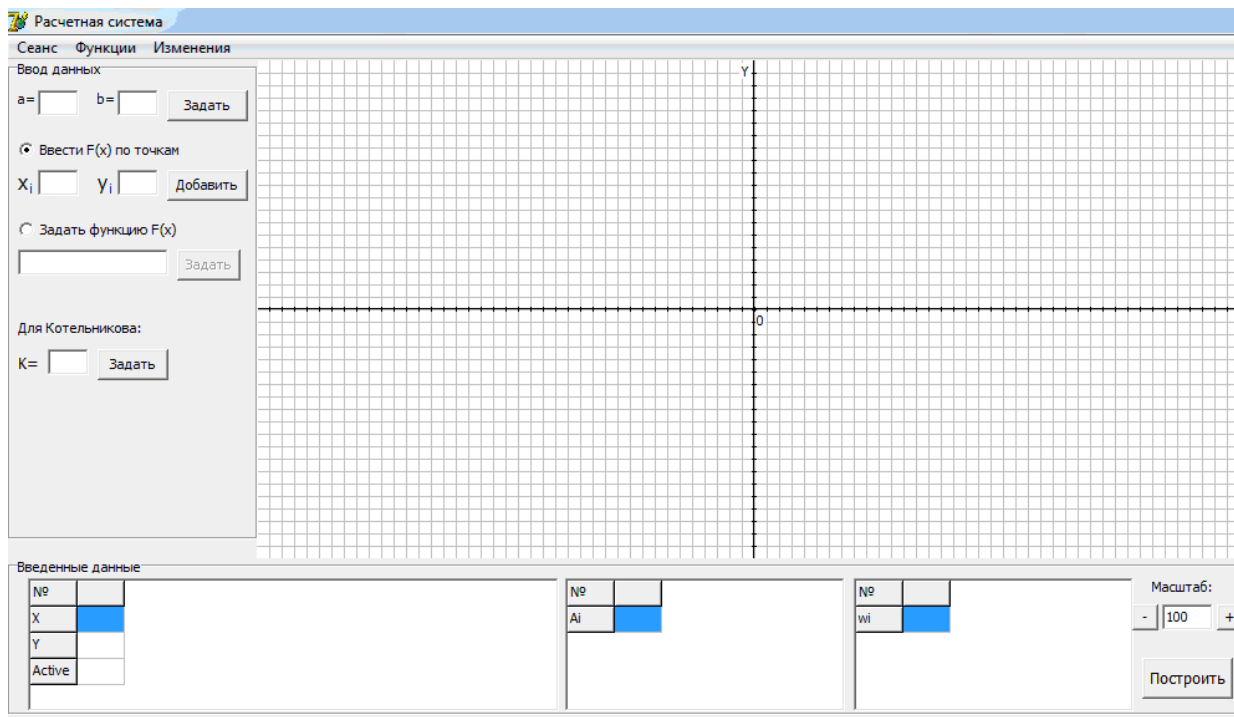 Расчетная система
Сеанс Функции Изменения
Ввод данных
a= b= Задать
Ввести F(x) по точкам
xi yi Добавить
Задать функцию F(x)
Задать
Для Котельникова:
K= Задать
Y
0
Введенные данные
№
X
Y
Active
№
Ai
№
wi
Масштаб:
- 100 +
Построить